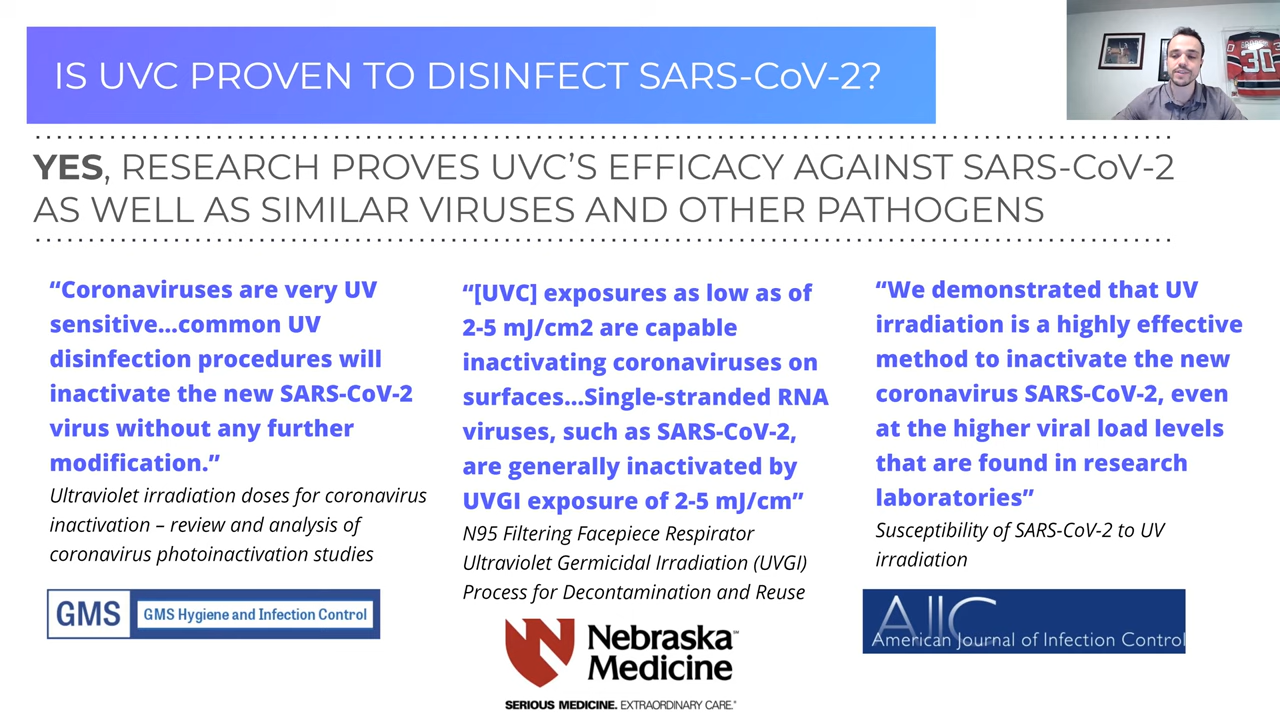 IS UVC PROVEN TO DISINFECT SARS-CoV-2?
YES, RESEARCH PROVES UVC’S EFFICACY AGAINST SARS-CoV-2
AS WELL AS SIMILAR VIRUSES AND OTHER PATHOGENS
“Coronaviruses are very UV
sensitive...common UV
disinfection procedures will
inactivate the new SARS-CoV-2
virus without any further
modification.”
Ultraviolet irradiation doses for coronavirus
inactivation – review and analysis of
coronavirus photoinactivation studies
GMS
GMS Hygiene and Infection Control
“[UVC] exposures as low as of
2-5 mJ/cm2 are capable
inactivating coronaviruses on
surfaces...Single-stranded RNA
viruses, such as SARS-CoV-2,
are generally inactivated by
UVGI exposure of 2-5 mJ/cm”
N95 Filtering Facepiece Respirator
Ultraviolet Germicidal Irradiation (UVGI)
Process for Decontamination and Reuse
Nebraska
Medicine
SERIOUS MEDICINE. EXTRAORDINARY CARE.
“We demonstrated that UV
irradiation is a highly effective
method to inactivate the new
coronavirus SARS-CoV-2, even
at the higher viral load levels
that are found in research
laboratories”
Susceptibility of SARS-CoV-2 to UV
irradiation
AJIC
American Journal of Infection Control
30